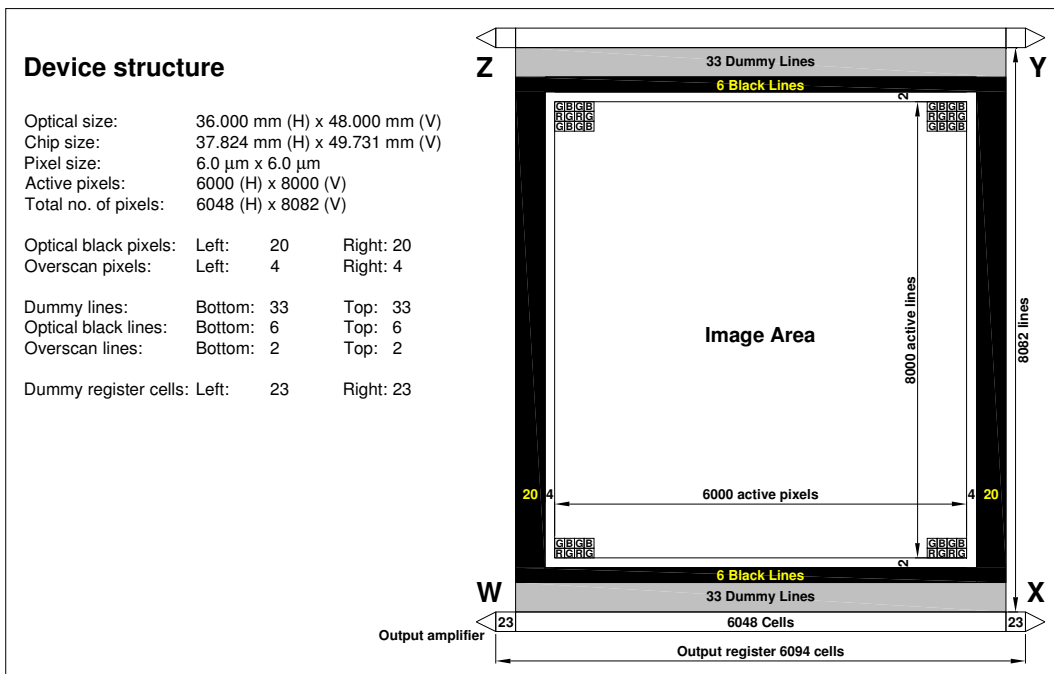 Device structure
Optical size: 36.000 mm (H) x 48.000 mm (V)
Chip size: 37.824 mm (H) x 49.731 mm (V)
Pixel size: 6.0 µm x 6.0 µm
Active pixels: 6000 (H) x 8000 (V)
Total no. of pixels: 6048 (H) x 8082 (V)
Optical black pixels: Left: 20 Right: 20
Overscan pixels: Left: 4 Right: 4
Dummy lines: Bottom: 33 Top: 33
Optical black lines: Bottom: 6 Top: 6
Overscan lines: Bottom: 2 Top: 2
Dummy register cells: Left: 23 Right: 23
Z
33 Dummy Lines
Y
6 Black Lines
2
GBGB GBGB
RGRG RGRG
GBGB GBGB
8000 active lines
8082 lines
Image Area
20 4 6000 active pixels 4 20
GBGB GBGB
RGRG RGRG
2
6 Black Lines
W 33 Dummy Lines X
23 6048 Cells 23
Output amplifier
Output register 6094 cells